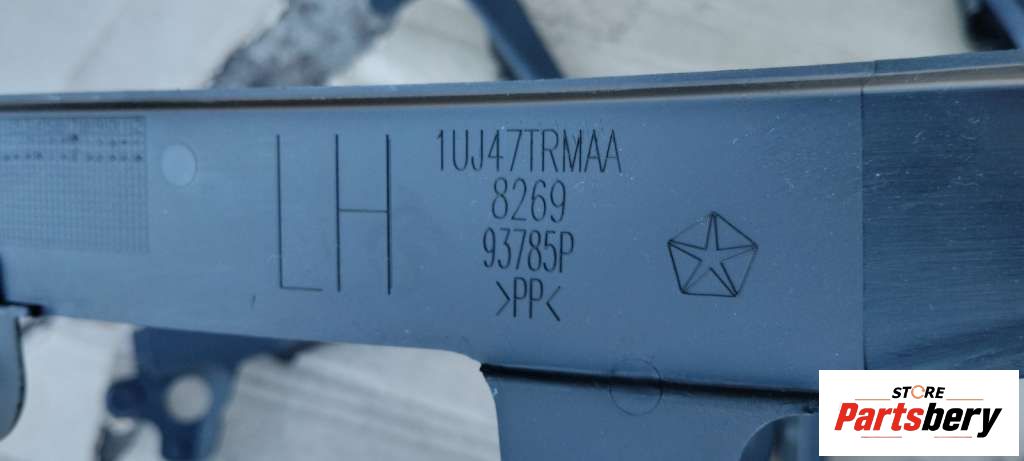 LH
1UJ47TRMAA
8269
93785P
>PP<
STORE
Partsbery